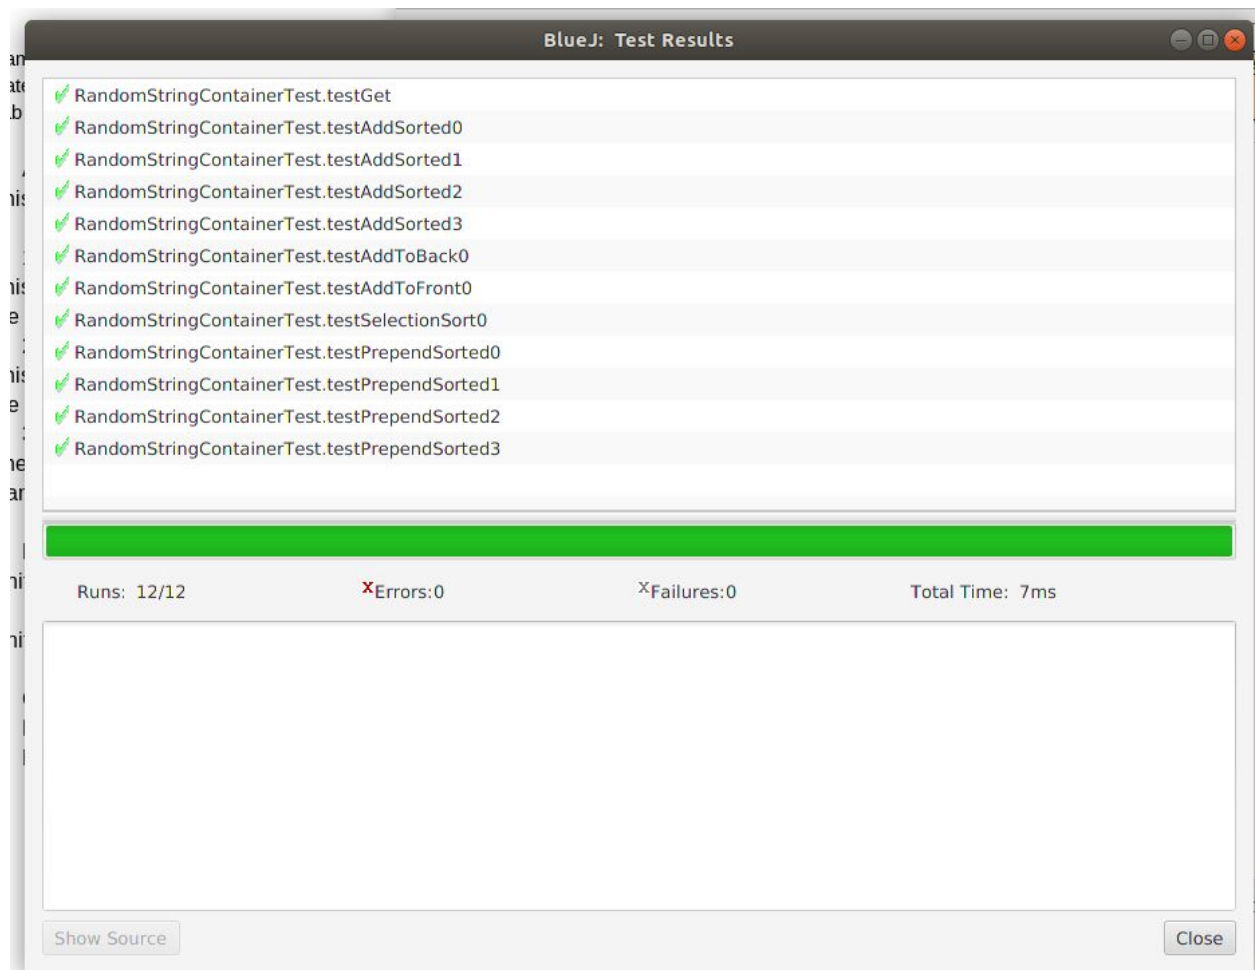 BlueJ: Test Results
RandomStringContainerTest.testGet
RandomStringContainerTest.testAddSorted0
RandomStringContainerTest.testAddSorted1
RandomStringContainerTest.testAddSorted2
RandomStringContainerTest.testAddSorted3
RandomStringContainerTest.testAddToBack0
RandomStringContainerTest.testAddToFront0
RandomStringContainerTest.testSelectionSort0
RandomStringContainerTest.testPrependSorted0
RandomStringContainerTest.testPrependSorted1
RandomStringContainerTest.testPrependSorted2
RandomStringContainerTest.testPrependSorted3
Runs: 12/12 xErrors:0 xFailures:0 Total Time: 7ms
Show Source Close